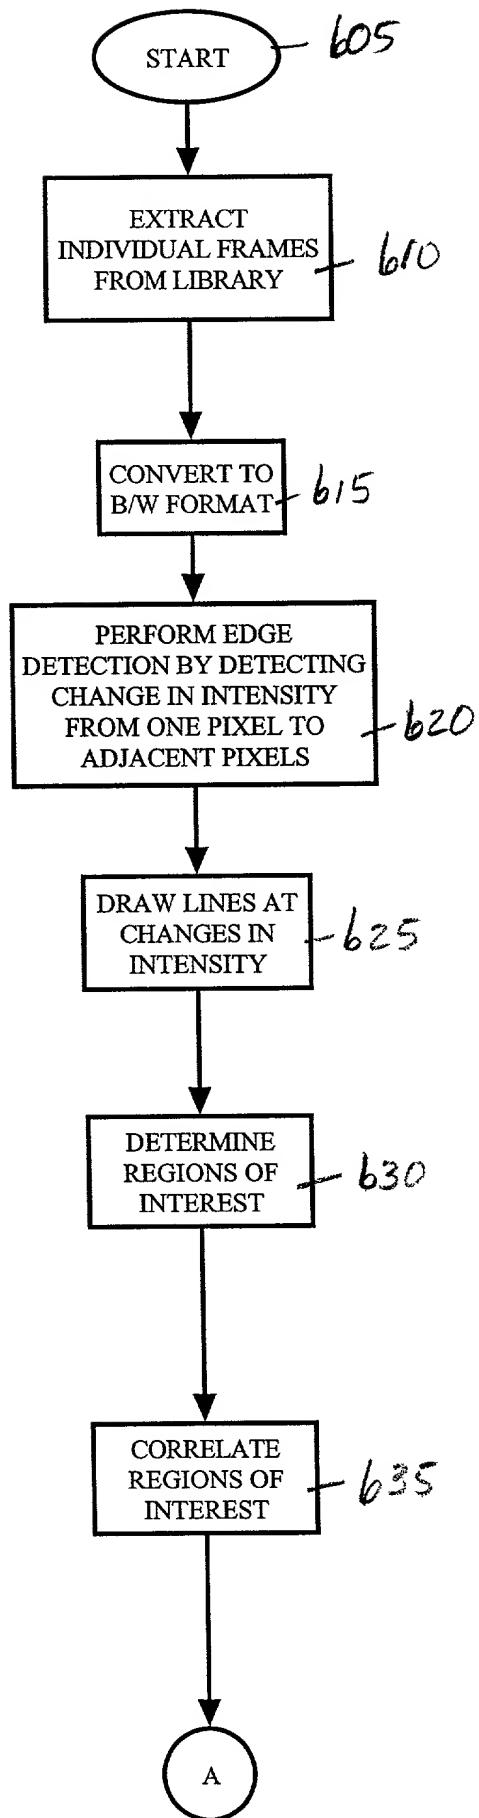 START
605
EXTRACT
INDIVIDUAL FRAMES
FROM LIBRARY
610
CONVERT TO
B/W FORMAT
615
PERFORM EDGE
DETECTION BY DETECTING
CHANGE IN INTENSITY
FROM ONE PIXEL TO
ADJACENT PIXELS
620
DRAW LINES AT
CHANGES IN
INTENSITY
625
DETERMINE
REGIONS OF
INTEREST
630
CORRELATE
REGIONS OF
INTEREST
635
A